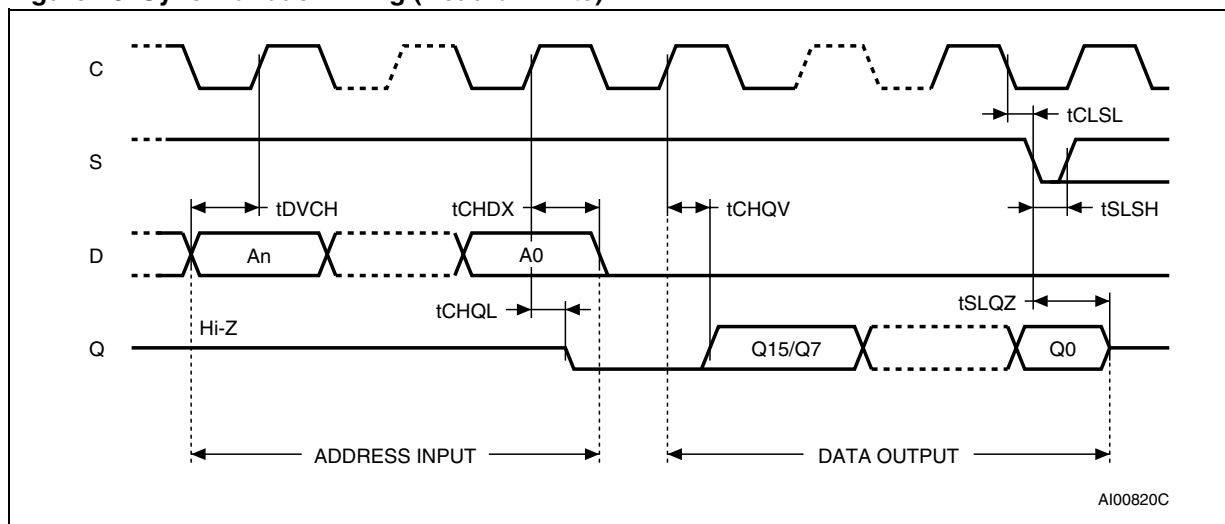 C
tCLSL
S
tDVCH
tCHDX
tCHQV
tSLSH
D
An
A0
tCHQL
tSLQZ
Hi-Z
Q
Q15/Q7
Q0
ADDRESS INPUT
DATA OUTPUT
AI00820C